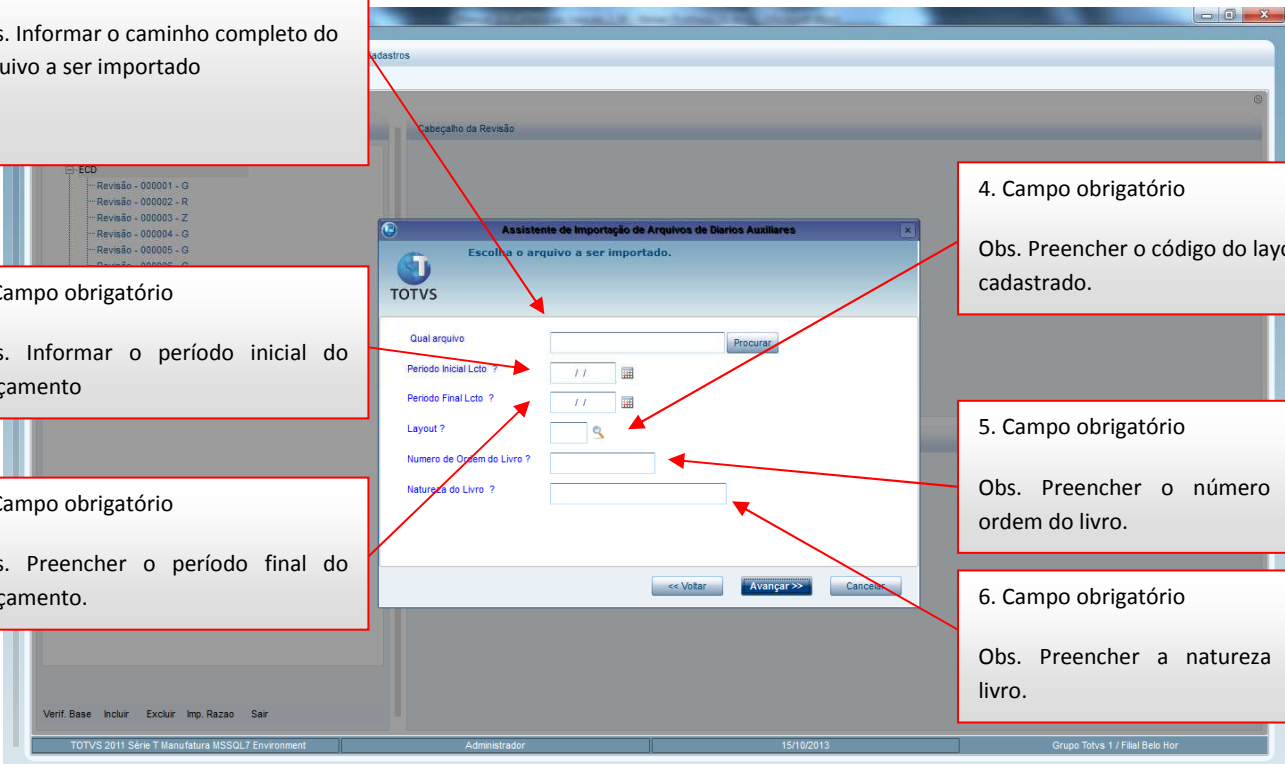 s. Informar o caminho completo do
uivo a ser importado
adastros
Cabeçalho da Revisão
ECD
Revisão - 000001 - G
Revisão - 000002 - R
Revisão - 000003 - Z
Revisão - 000004 - G
Revisão - 000005 - G
Campo obrigatório
s. Informar o período inicial do
çamento
Campo obrigatório
s. Preencher o período final do
çamento.
Assistente de Importação de Arquivos de Diarios Auxiliares
Escolha o arquivo a ser importado.
TOTVS
Qual arquivo
Procurar
Periodo Inicial Lcto ?
/ /
Periodo Final Lcto ?
/ /
Layout ?
Numero de Ordem do Livro ?
Natureza do Livro ?
<< Voltar
Avançar >>
Cancelar
4. Campo obrigatório
Obs. Preencher o código do layo
cadastrado.
5. Campo obrigatório
Obs. Preencher o número
ordem do livro.
6. Campo obrigatório
Obs. Preencher a natureza
livro.
Verif. Base Incluir Excluir Imp. Razao Sair
TOTVS 2011 Série T Manufatura MSSQL7 Environment
Administrador
15/10/2013
Grupo Totvs 1 / Filial Belo Hor